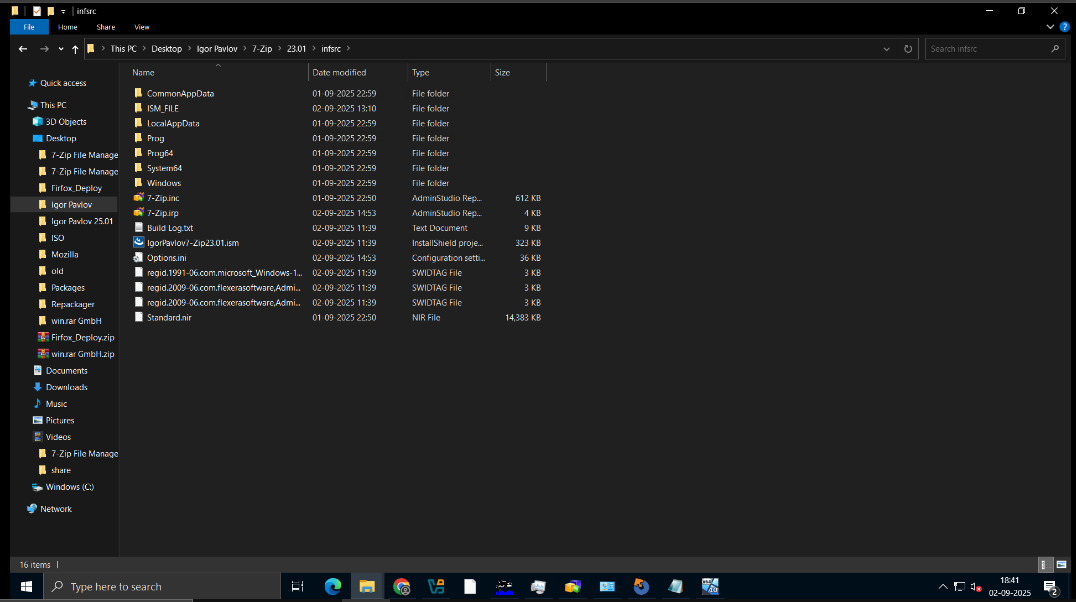 infsrc
File Home Share View
This PC Desktop Igor Pavlov 7-Zip 23.01 infsrc
Search infsrc
Name Date modified Type Size
CommonAppData 01-09-2025 22:59 File folder
ISM_FILE 02-09-2025 13:10 File folder
LocalAppData 01-09-2025 22:59 File folder
Prog 01-09-2025 22:59 File folder
Prog64 01-09-2025 22:59 File folder
System64 01-09-2025 22:59 File folder
Windows 01-09-2025 22:59 File folder
7-Zip.inc 01-09-2025 22:50 AdminStudio Rep... 612 KB
7-Zip.irp 02-09-2025 14:53 AdminStudio Rep... 4 KB
Build Log.txt 02-09-2025 11:39 Text Document 9 KB
IgorPavlov7-Zip23.01.ism 02-09-2025 11:39 InstallShield proje... 323 KB
Options.ini 02-09-2025 14:53 Configuration setti... 36 KB
regid.1991-06.com.microsoft_Windows-1... 02-09-2025 11:39 SWIDTAG File 3 KB
regid.2009-06.com.flexerasoftware,Admi... 02-09-2025 11:39 SWIDTAG File 3 KB
regid.2009-06.com.flexerasoftware,Admi... 02-09-2025 11:39 SWIDTAG File 3 KB
Standard.nir 01-09-2025 22:50 NIR File 14,383 KB
Quick access
This PC
3D Objects
Desktop
7-Zip File Manage
7-Zip File Manage
Firfox_Deploy
Igor Pavlov
Igor Pavlov 25.01
ISO
Mozilla
old
Packages
Repackager
win.rar GmbH
Firfox_Deploy.zip
win.rar GmbH.zip
Documents
Downloads
Music
Pictures
Videos
7-Zip File Manage
share
Windows (C:)
Network
16 items
Type here to search
18:41
02-09-2025
2